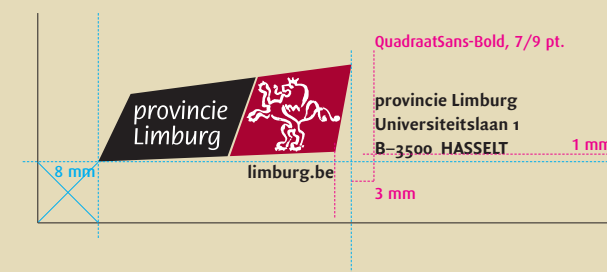 QuadraatSans-Bold, 7/9 pt.
provincie
Limburg
provincie Limburg
Universiteitslaan 1
B–3500 HASSELT
1 mm
8 mm
limburg.be
3 mm